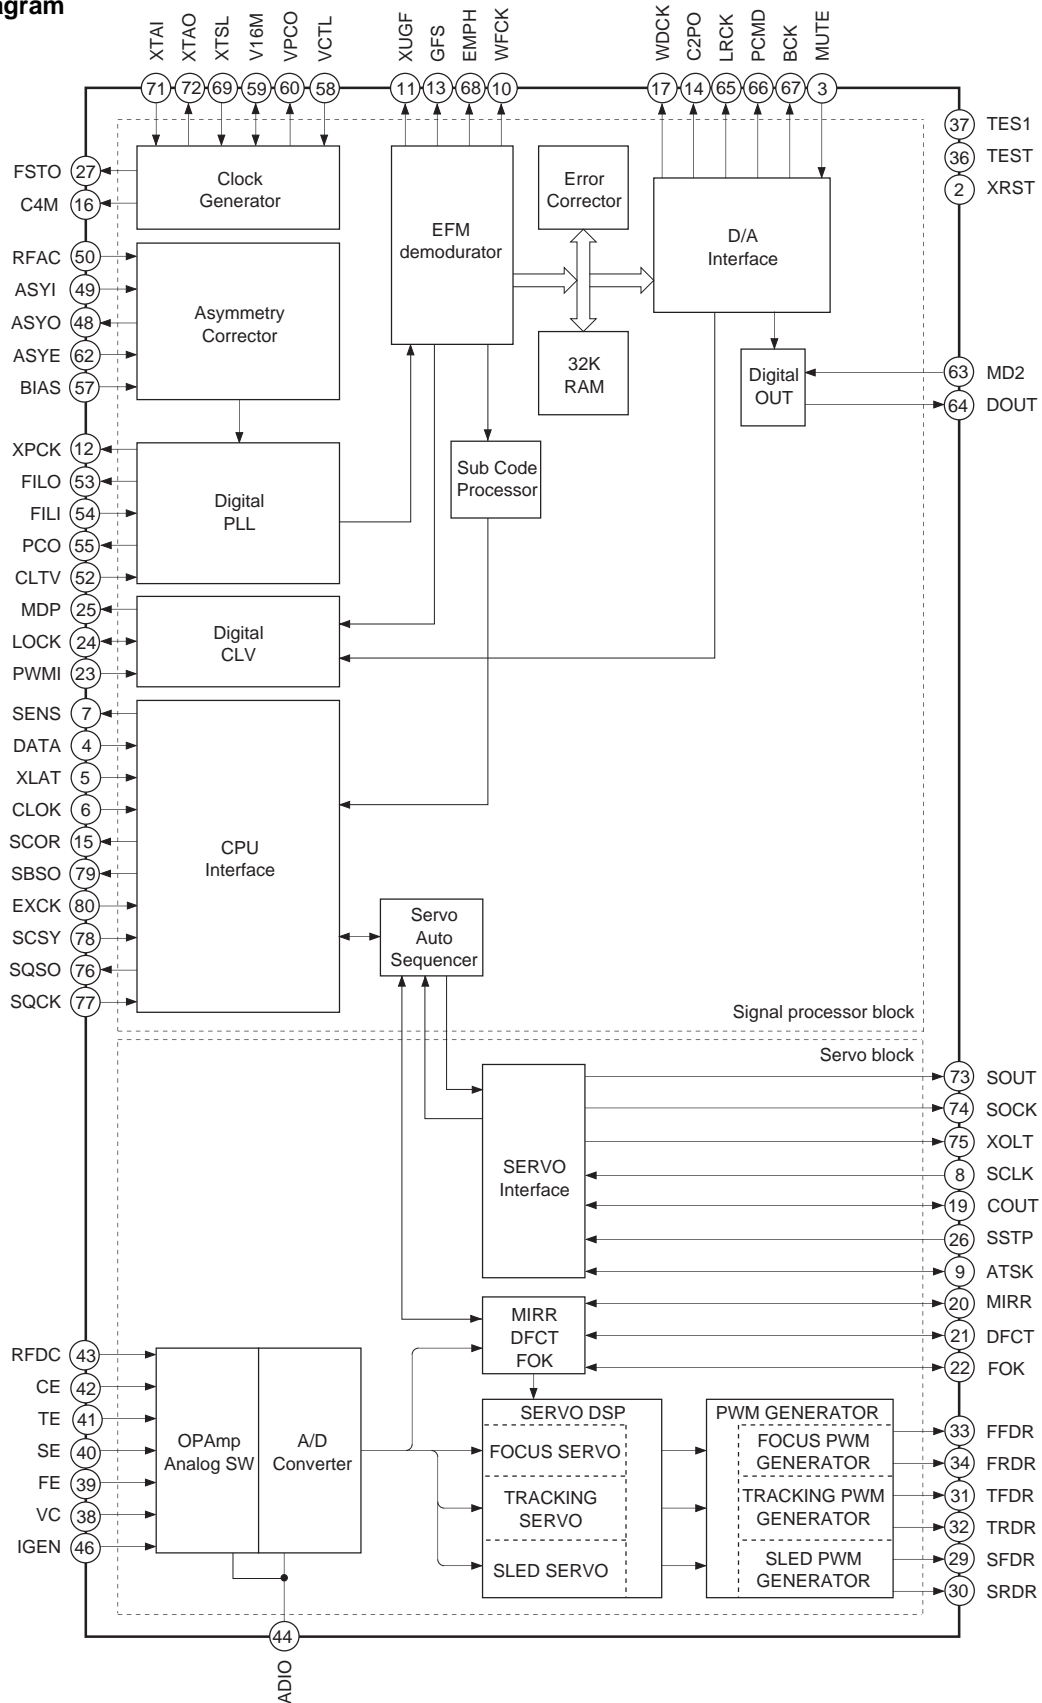 agram
XTAI
XTAO
XTSL
V16M
VPCO
VCTL
XUGF
GFS
EMPH
WFCK
WDCK
C2PO
LRCK
PCMD
BCK
MUTE
71
72
69
59
60
58
11
13
68
10
17
14
65
66
67
3
37 TES1
36 TEST
2 XRST
FSTO 27
C4M 16
Clock
Generator
EFM
demodurator
Error
Corrector
D/A
Interface
RFAC 50
ASYI 49
ASYO 48
ASYE 62
BIAS 57
Asymmetry
Corrector
32K
RAM
Digital
OUT
63 MD2
64 DOUT
XPCK 12
FILO 53
FILI 54
PCO 55
CLTV 52
Digital
PLL
Sub Code
Processor
MDP 25
LOCK 24
PWMI 23
Digital
CLV
SENS 7
DATA 4
XLAT 5
CLOK 6
SCOR 15
SBSO 79
EXCK 80
SCSY 78
SQSO 76
SQCK 77
CPU
Interface
Servo
Auto
Sequencer
Signal processor block
Servo block
SERVO
Interface
73 SOUT
74 SOCK
75 XOLT
8 SCLK
19 COUT
26 SSTP
9 ATSK
MIRR
DFCT
FOK
20 MIRR
21 DFCT
22 FOK
RFDC 43
CE 42
TE 41
SE 40
FE 39
VC 38
IGEN 46
OPAmp
Analog SW
A/D
Converter
SERVO DSP
FOCUS SERVO
TRACKING
SERVO
SLED SERVO
PWM GENERATOR
FOCUS PWM
GENERATOR
TRACKING PWM
GENERATOR
SLED PWM
GENERATOR
33 FFDR
34 FRDR
31 TFDR
32 TRDR
29 SFDR
30 SRDR
44
ADIO